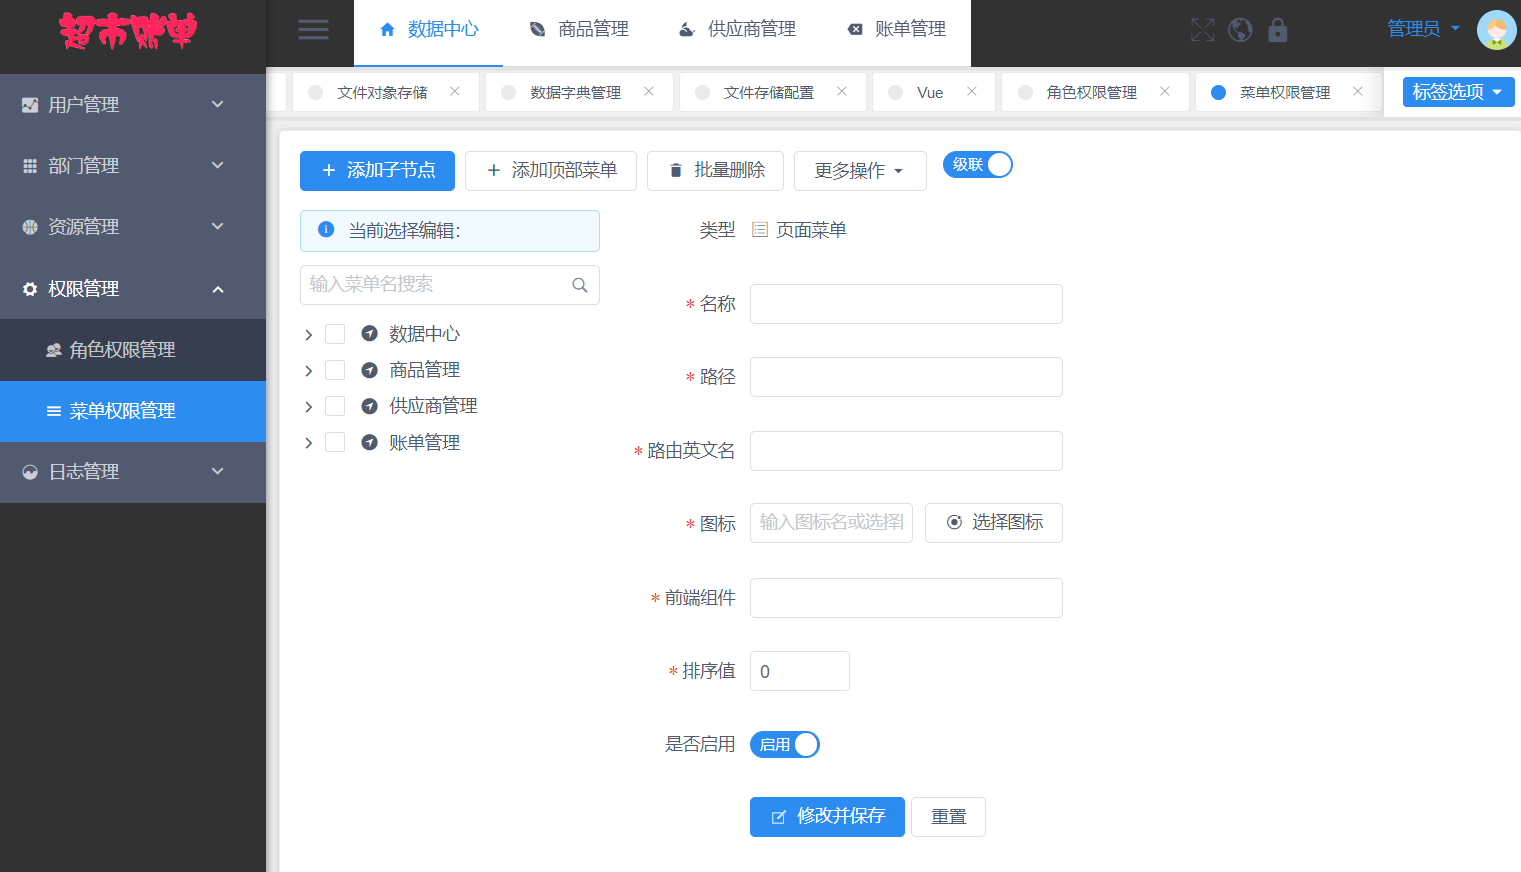 超市账单
数据中心
商品管理
供应商管理
账单管理
管理员
文件对象存储
数据字典管理
文件存储配置
Vue
角色权限管理
菜单权限管理
标签选项
用户管理
部门管理
资源管理
权限管理
角色权限管理
菜单权限管理
日志管理
添加子节点
添加顶部菜单
批量删除
更多操作
级联
当前选择编辑：
输入菜单名搜索
数据中心
商品管理
供应商管理
账单管理
类型 页面菜单
* 名称
* 路径
* 路由英文名
* 图标 输入图标名或选择 选择图标
* 前端组件
* 排序值 0
是否启用 启用
修改并保存 重置